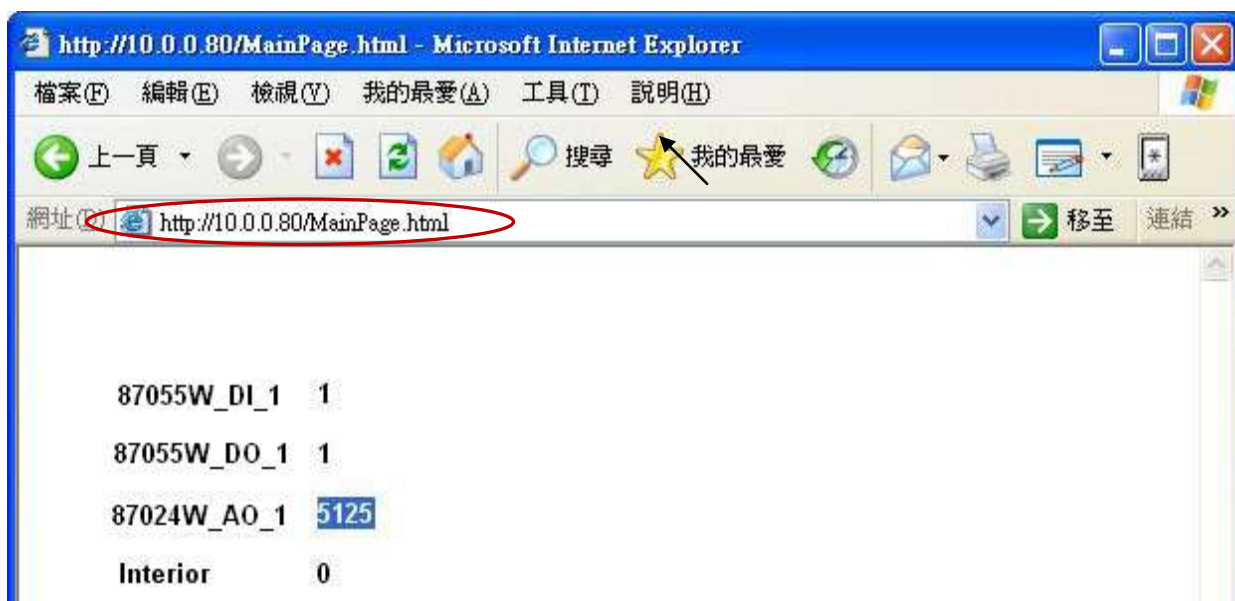 http://10.0.0.80/MainPage.html - Microsoft Internet Explorer
檔案(F) 編輯(E) 檢視(V) 我的最愛(A) 工具(T) 說明(H)
上一頁 搜尋 我的最愛
網址(D) http://10.0.0.80/MainPage.html 移至 連結 »
87055W_DI_1 1
87055W_DO_1 1
87024W_AO_1 5125
Interior 0